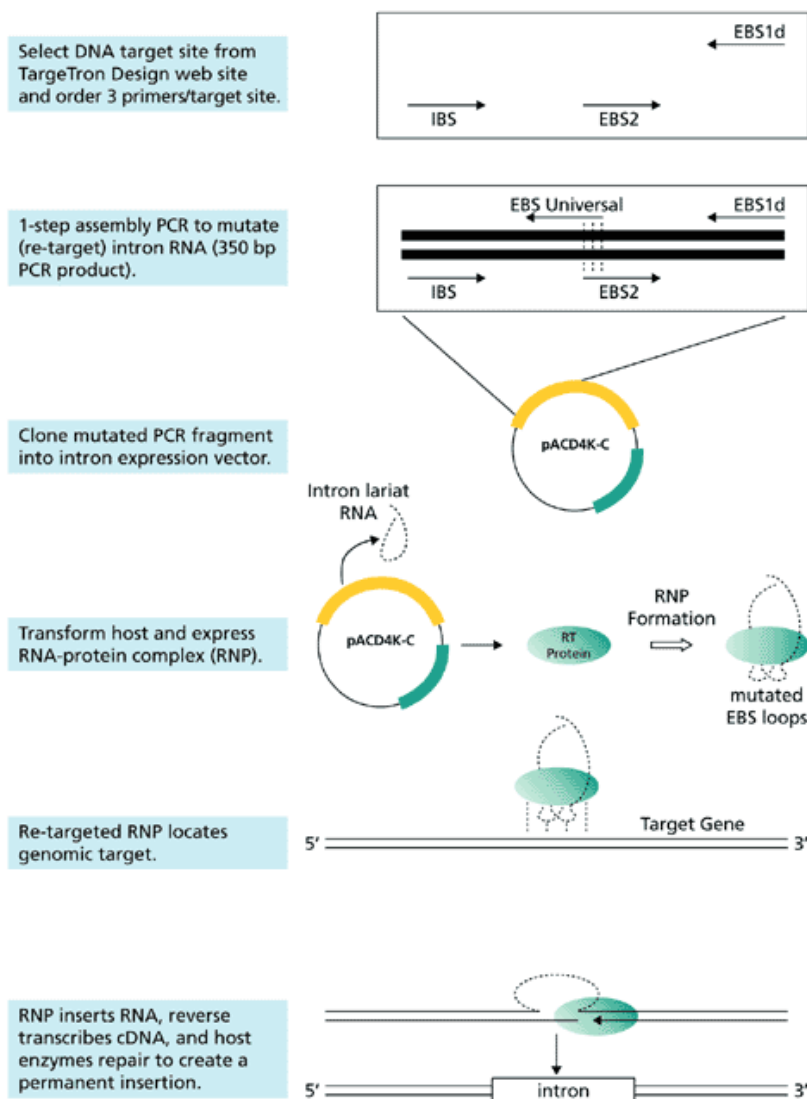 Select DNA target site from
TargeTron Design web site
and order 3 primers/target site.
EBS1d
IBS
EBS2
1-step assembly PCR to mutate
(re-target) intron RNA (350 bp
PCR product).
EBS Universal
EBS1d
IBS
EBS2
Clone mutated PCR fragment
into intron expression vector.
pACD4K-C
Intron lariat
RNA
Transform host and express
RNA-protein complex (RNP).
pACD4K-C
RT
Protein
RNP
Formation
mutated
EBS loops
Re-targeted RNP locates
genomic target.
Target Gene
5'
3'
RNP inserts RNA, reverse
transcribes cDNA, and host
enzymes repair to create a
permanent insertion.
5'
intron
3'